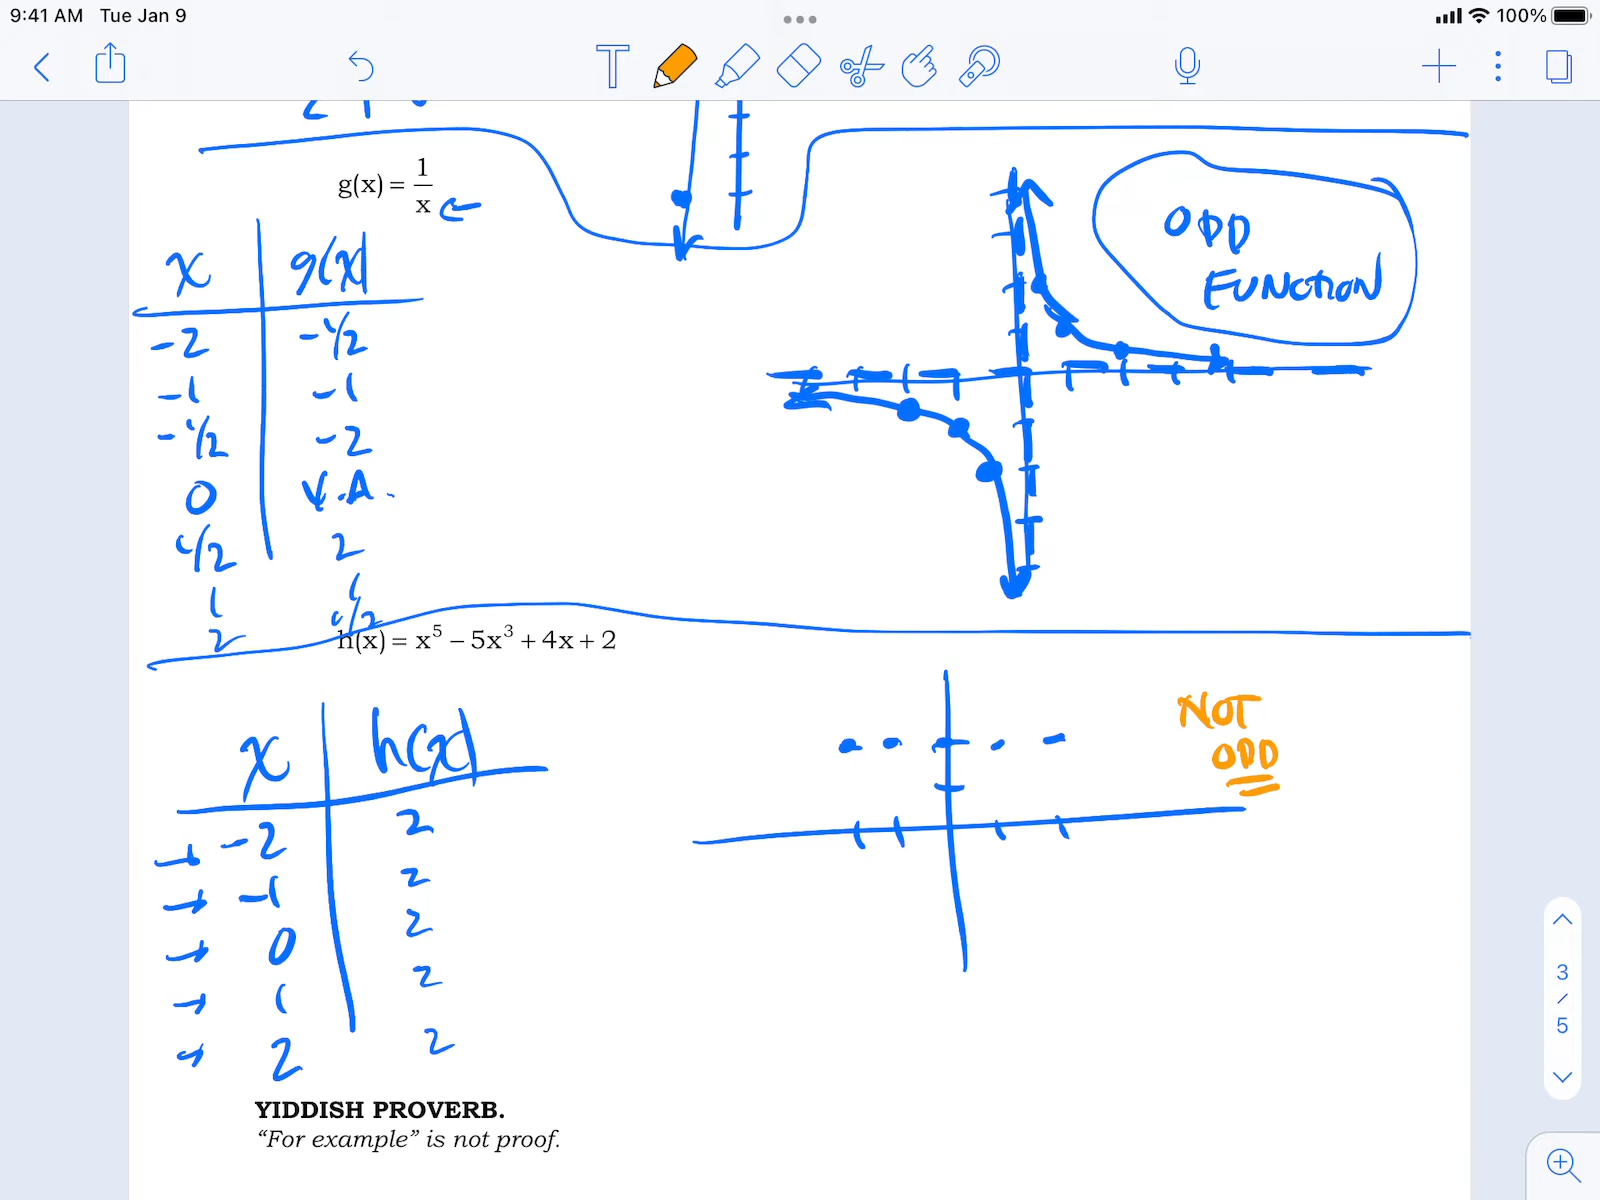 9:41 AM Tue Jan 9
100%
g(x) = 1/x
ODD
FUNCTION
x g(x)
-2 -1/2
-1 -1
-1/2 -2
0 V.A.
1/2 2
1 1
2 1/2
h(x) = x⁵ – 5x³ + 4x + 2
NOT
ODD
x h(x)
→ -2 2
→ -1 2
→ 0 2
→ 1 2
→ 2 2
3
/
5
YIDDISH PROVERB.
“For example” is not proof.